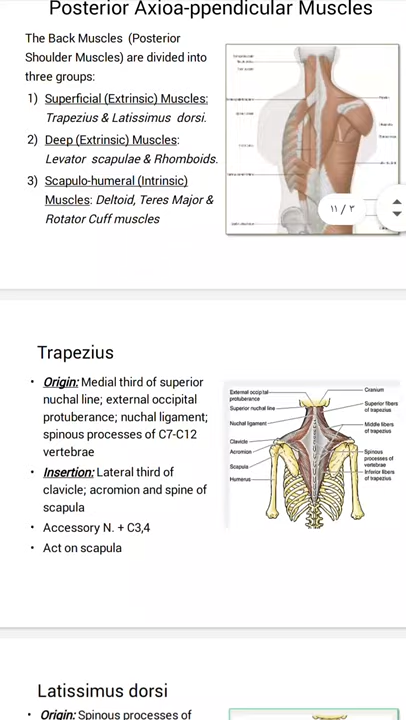 Posterior Axioa-ppendicular Muscles
The Back Muscles (Posterior
Shoulder Muscles) are divided into
three groups:
1) Superficial (Extrinsic) Muscles:
Trapezius & Latissimus dorsi.
2) Deep (Extrinsic) Muscles:
Levator scapulae & Rhomboids.
3) Scapulo-humeral (Intrinsic)
Muscles: Deltoid, Teres Major &
Rotator Cuff muscles
١١ / ٣
Trapezius
• Origin: Medial third of superior
nuchal line; external occipital
protuberance; nuchal ligament;
spinous processes of C7-C12
vertebrae
• Insertion: Lateral third of
clavicle; acromion and spine of
scapula
• Accessory N. + C3,4
• Act on scapula
External occipital
protuberance
Superior nuchal line
Nuchal ligament
Clavicle
Acromion
Scapula
Humerus
Cranium
Superior fibers
of trapezius
Middle fibers
of trapezius
Spinous
processes of
vertebrae
Inferior fibers
of trapezius
Latissimus dorsi
• Origin: Spinous processes of